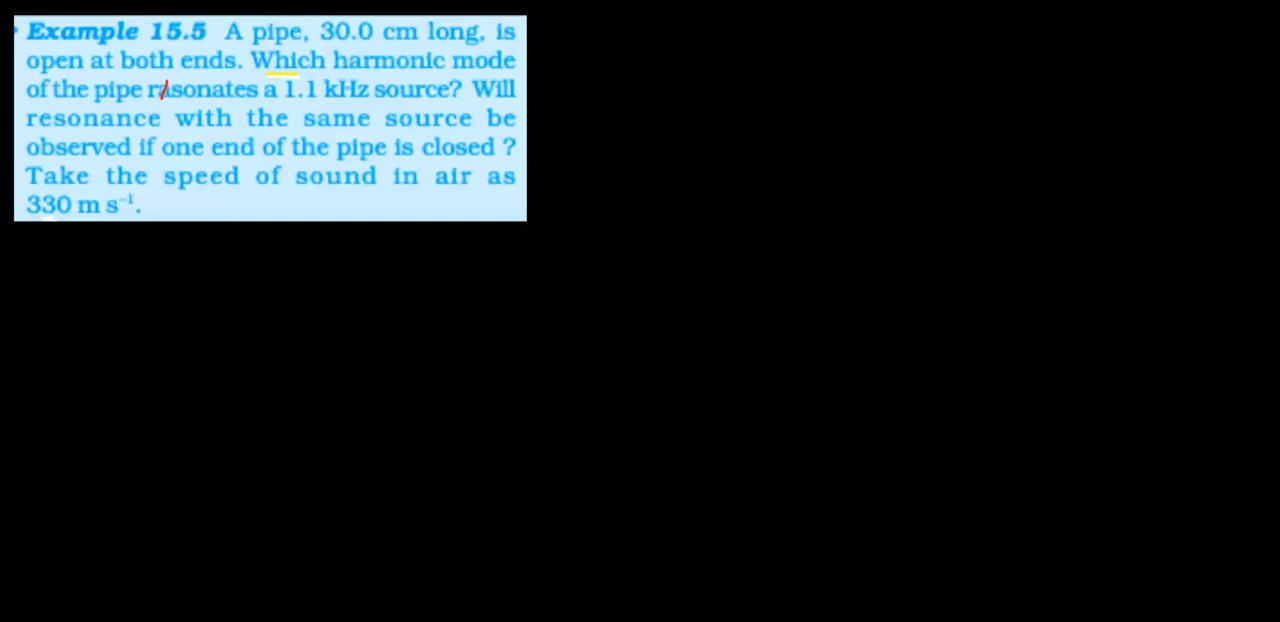 Example 15.5 A pipe, 30.0 cm long, is
open at both ends. Which harmonic mode
of the pipe resonates a 1.1 kHz source? Will
resonance with the same source be
observed if one end of the pipe is closed ?
Take the speed of sound in air as
330 m s⁻¹.